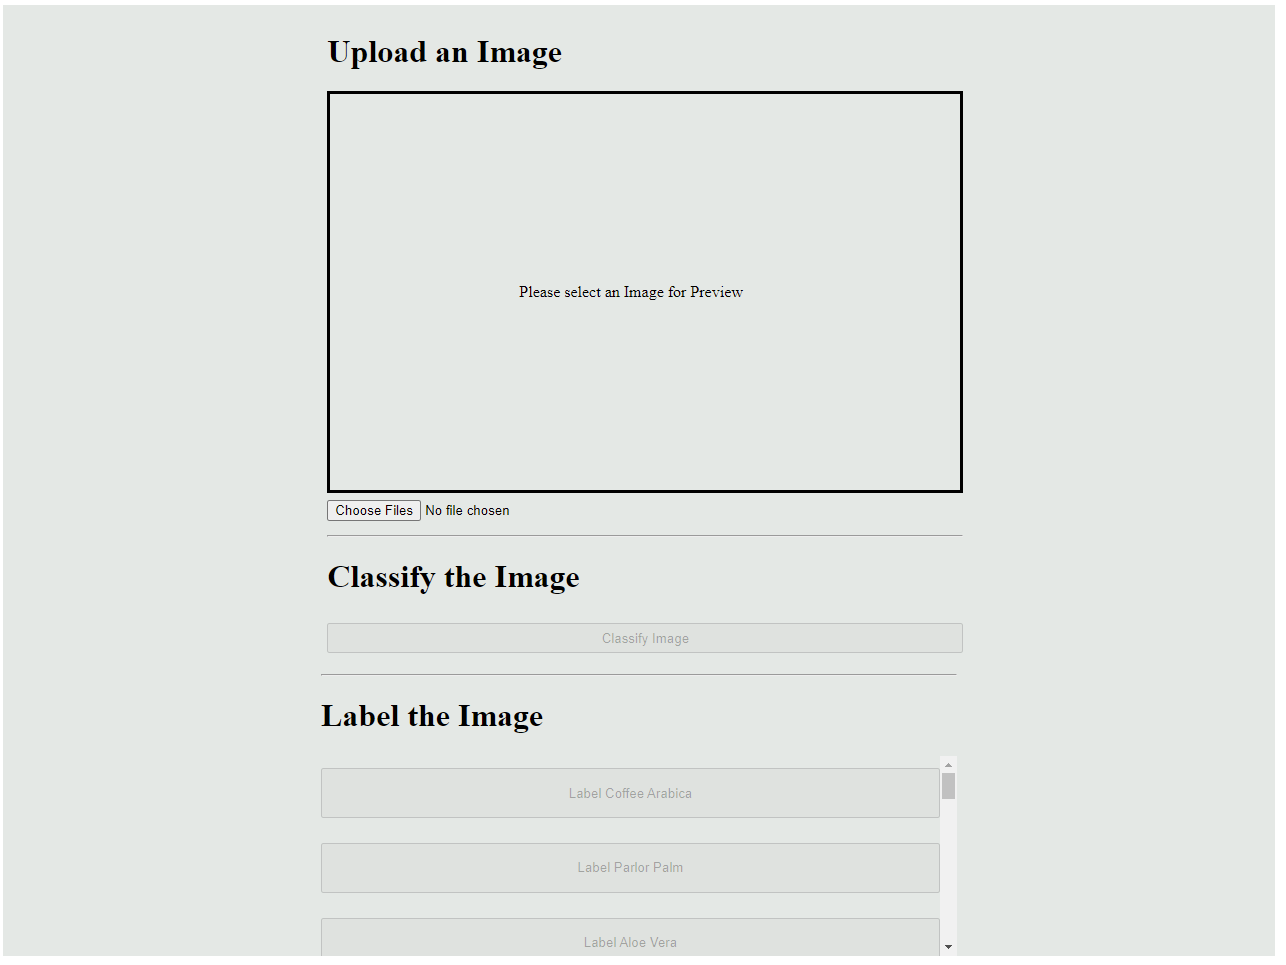 Upload an Image
Please select an Image for Preview
Choose Files No file chosen
Classify the Image
Classify Image
Label the Image
Label Coffee Arabica
Label Parlor Palm
Label Aloe Vera